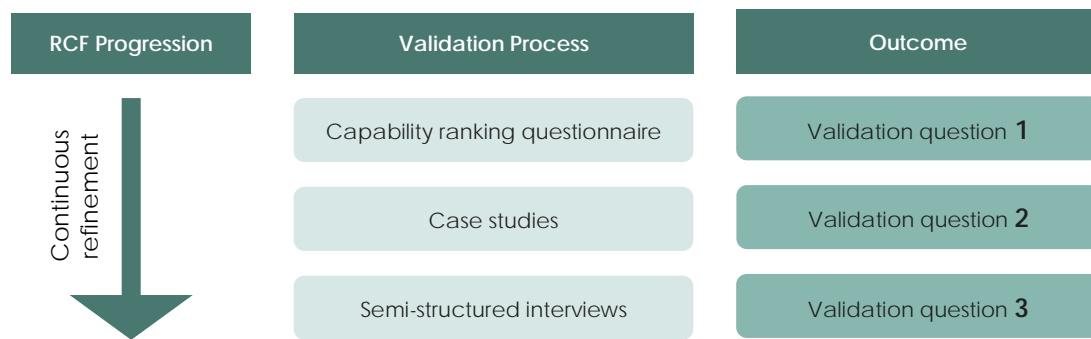 RCF Progression
Validation Process
Outcome
Continuous
refinement
Capability ranking questionnaire
Validation question 1
Case studies
Validation question 2
Semi-structured interviews
Validation question 3